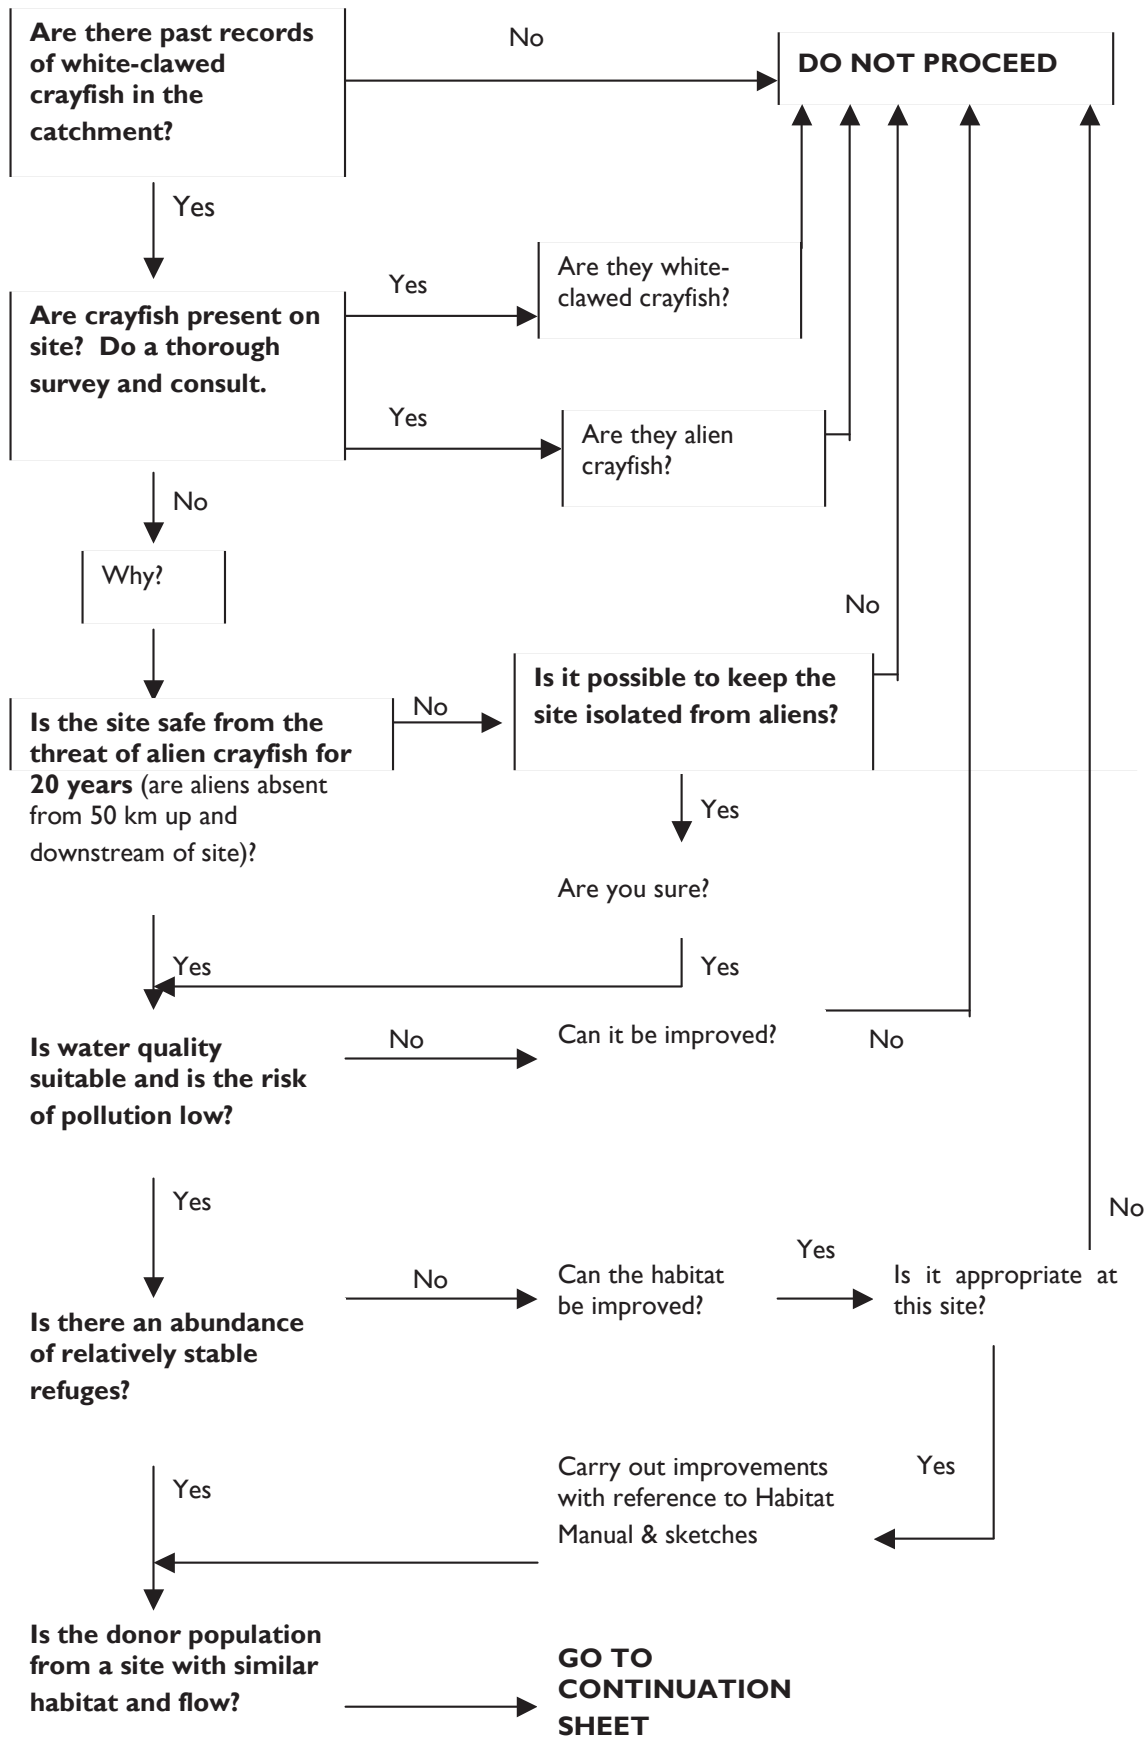 Are there past records
of white-clawed
crayfish in the
catchment?
No
DO NOT PROCEED
Yes
Are crayfish present on
site?  Do a thorough
survey and consult.
Yes
Are they white-
clawed crayfish?
Yes
Are they alien
crayfish?
No
Why?
Is the site safe from the
threat of alien crayfish for
20 years (are aliens absent
from 50 km up and
downstream of site)?
No
Is it possible to keep the
site isolated from aliens?
No
Yes
Are you sure?
Yes
Yes
Is water quality
suitable and is the risk
of pollution low?
No
Can it be improved?
No
Yes
Is there an abundance
of relatively stable
refuges?
No
Can the habitat
be improved?
Yes
Is it appropriate at
this site?
No
Yes
Carry out improvements
with reference to Habitat
Manual & sketches
Yes
Is the donor population
from a site with similar
habitat and flow?
GO TO
CONTINUATION
SHEET